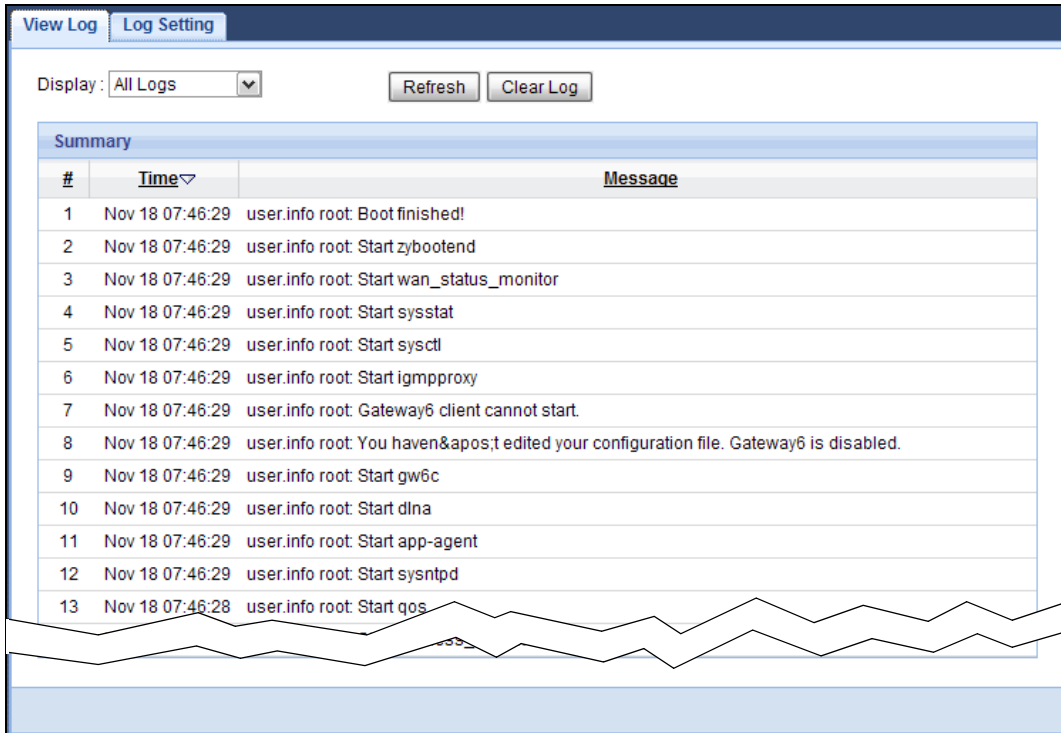 View Log Log Setting
Display : All Logs Refresh Clear Log
Summary
# Time Message
1 Nov 18 07:46:29 user.info root: Boot finished!
2 Nov 18 07:46:29 user.info root: Start zybootend
3 Nov 18 07:46:29 user.info root: Start wan_status_monitor
4 Nov 18 07:46:29 user.info root: Start sysstat
5 Nov 18 07:46:29 user.info root: Start sysctl
6 Nov 18 07:46:29 user.info root: Start igmpproxy
7 Nov 18 07:46:29 user.info root: Gateway6 client cannot start.
8 Nov 18 07:46:29 user.info root: You haven&apos;t edited your configuration file. Gateway6 is disabled.
9 Nov 18 07:46:29 user.info root: Start gw6c
10 Nov 18 07:46:29 user.info root: Start dlna
11 Nov 18 07:46:29 user.info root: Start app-agent
12 Nov 18 07:46:29 user.info root: Start sysntpd
13 Nov 18 07:46:28 user.info root: Start qos